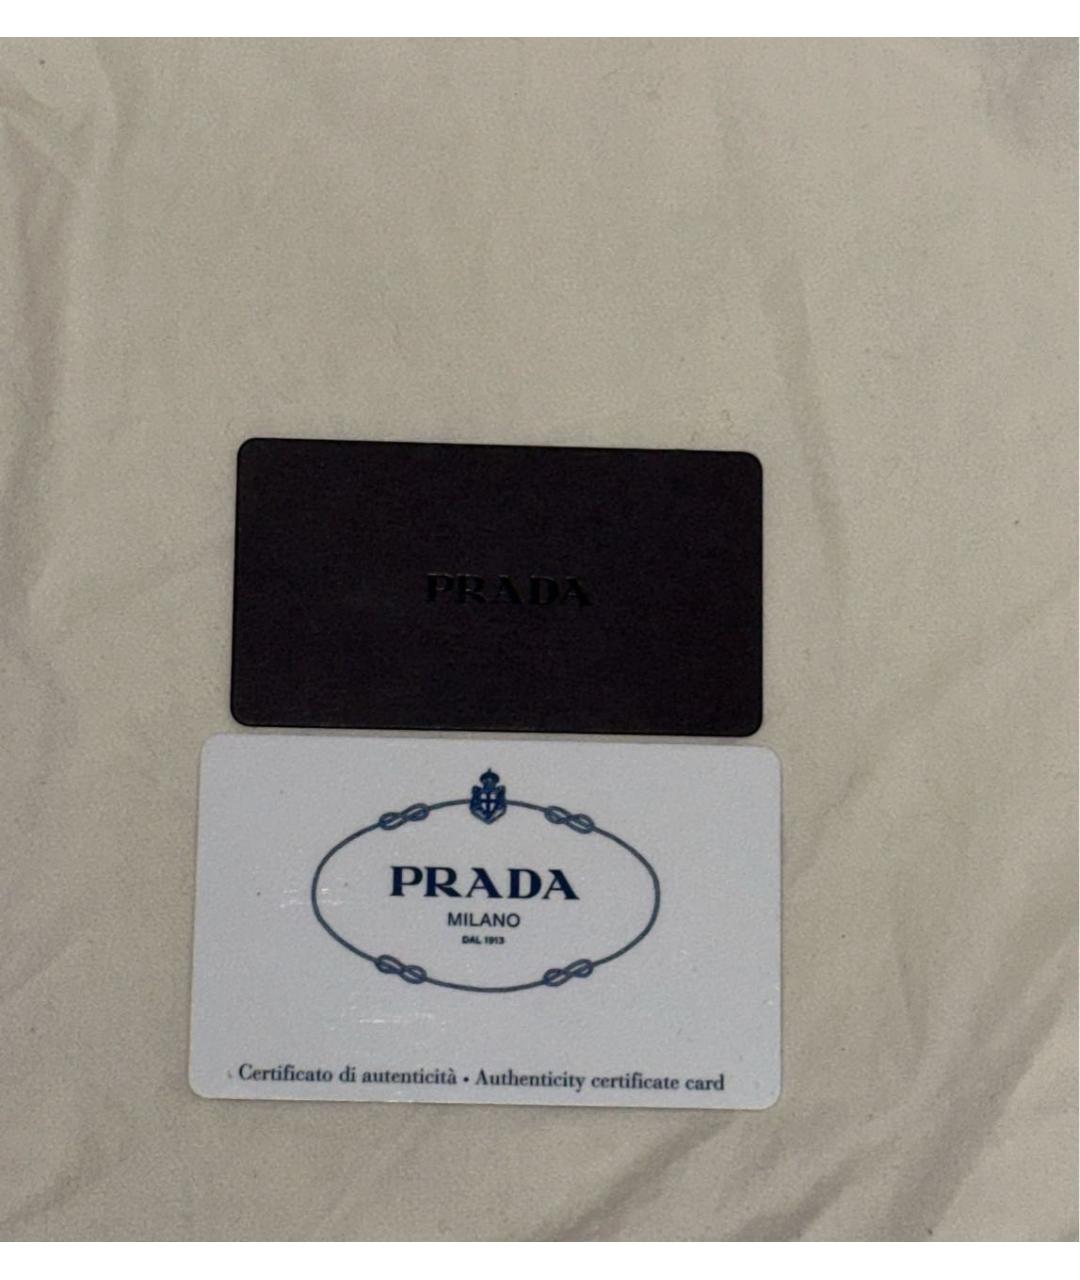 PRADA
PRADA
MILANO
DAL 1913
Certificato di autenticità • Authenticity certificate card